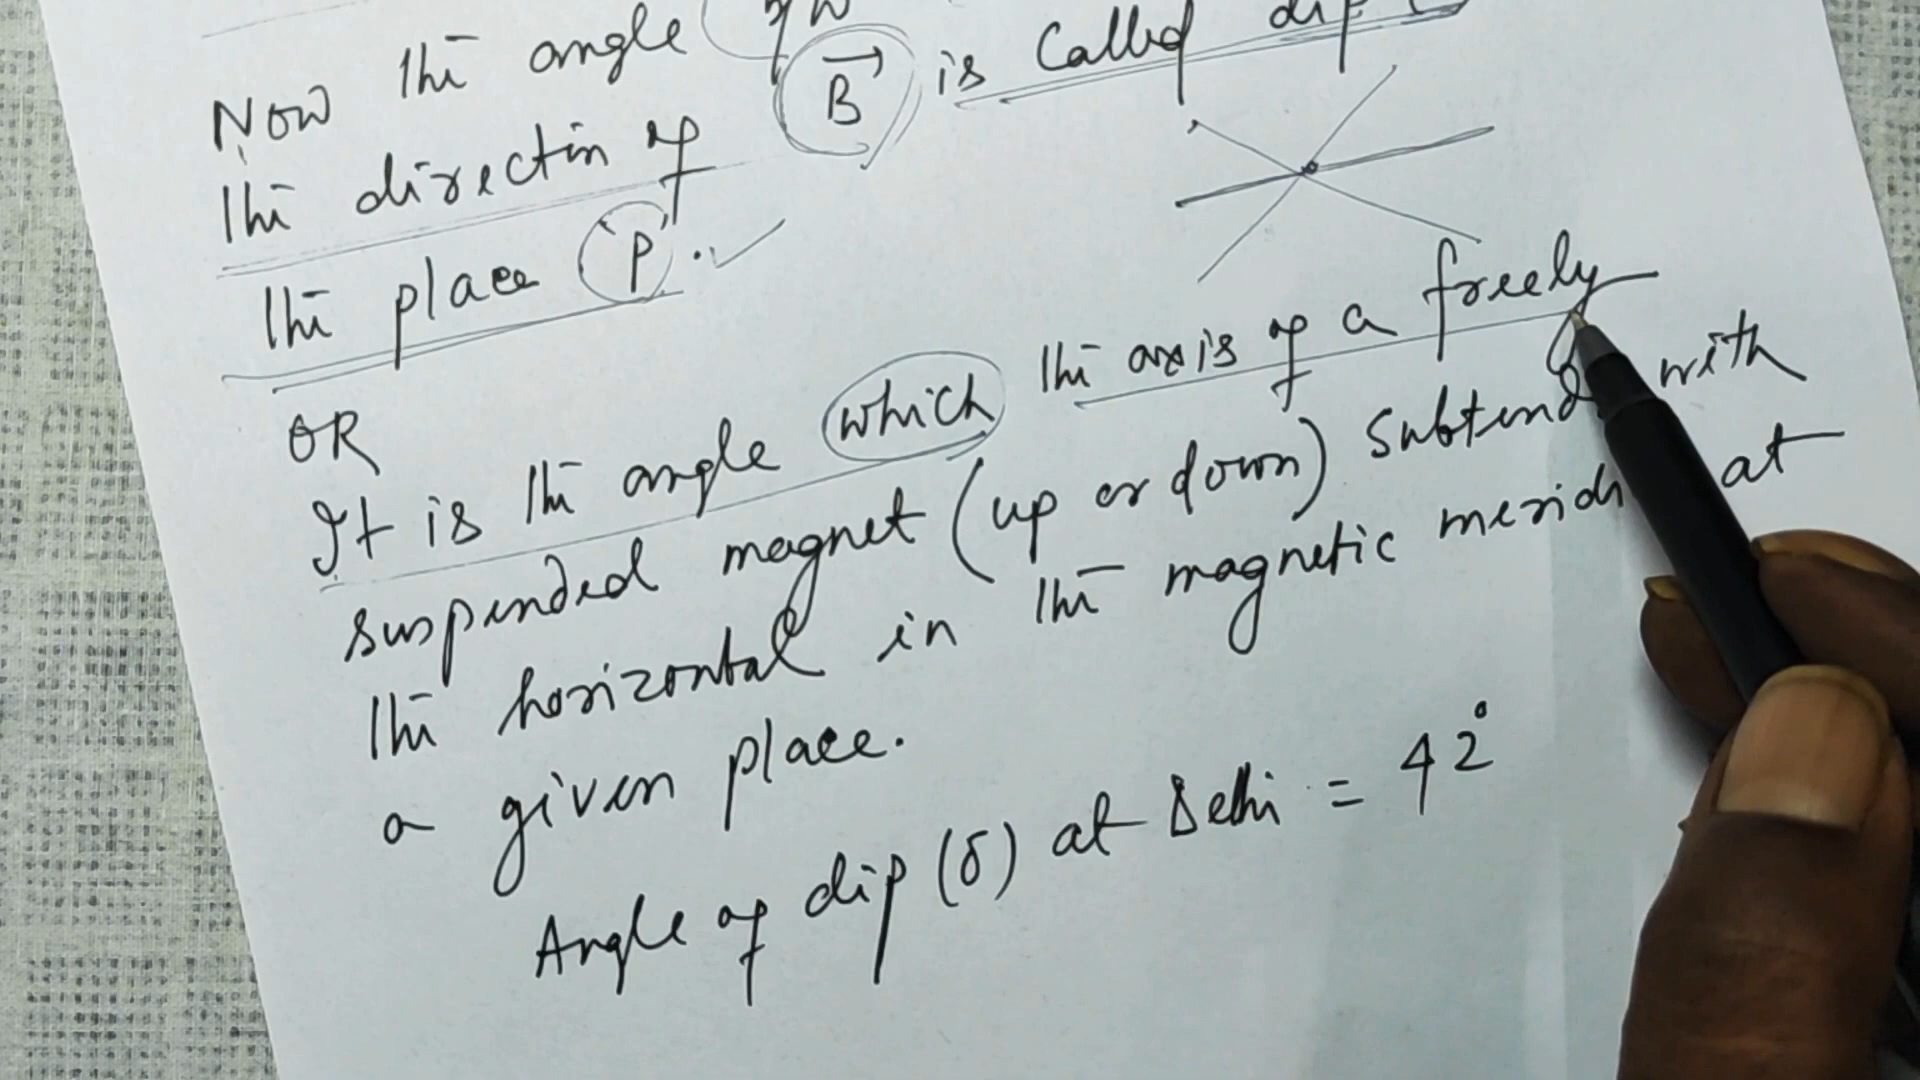 Now the angle
the direction of B is called dip
the place 'P'.
OR
It is the angle which the axis of a freely
suspended magnet (up or down) subtend with
the horizontal in the magnetic merid at
a given place.
Angle of dip (δ) at Delhi = 42°